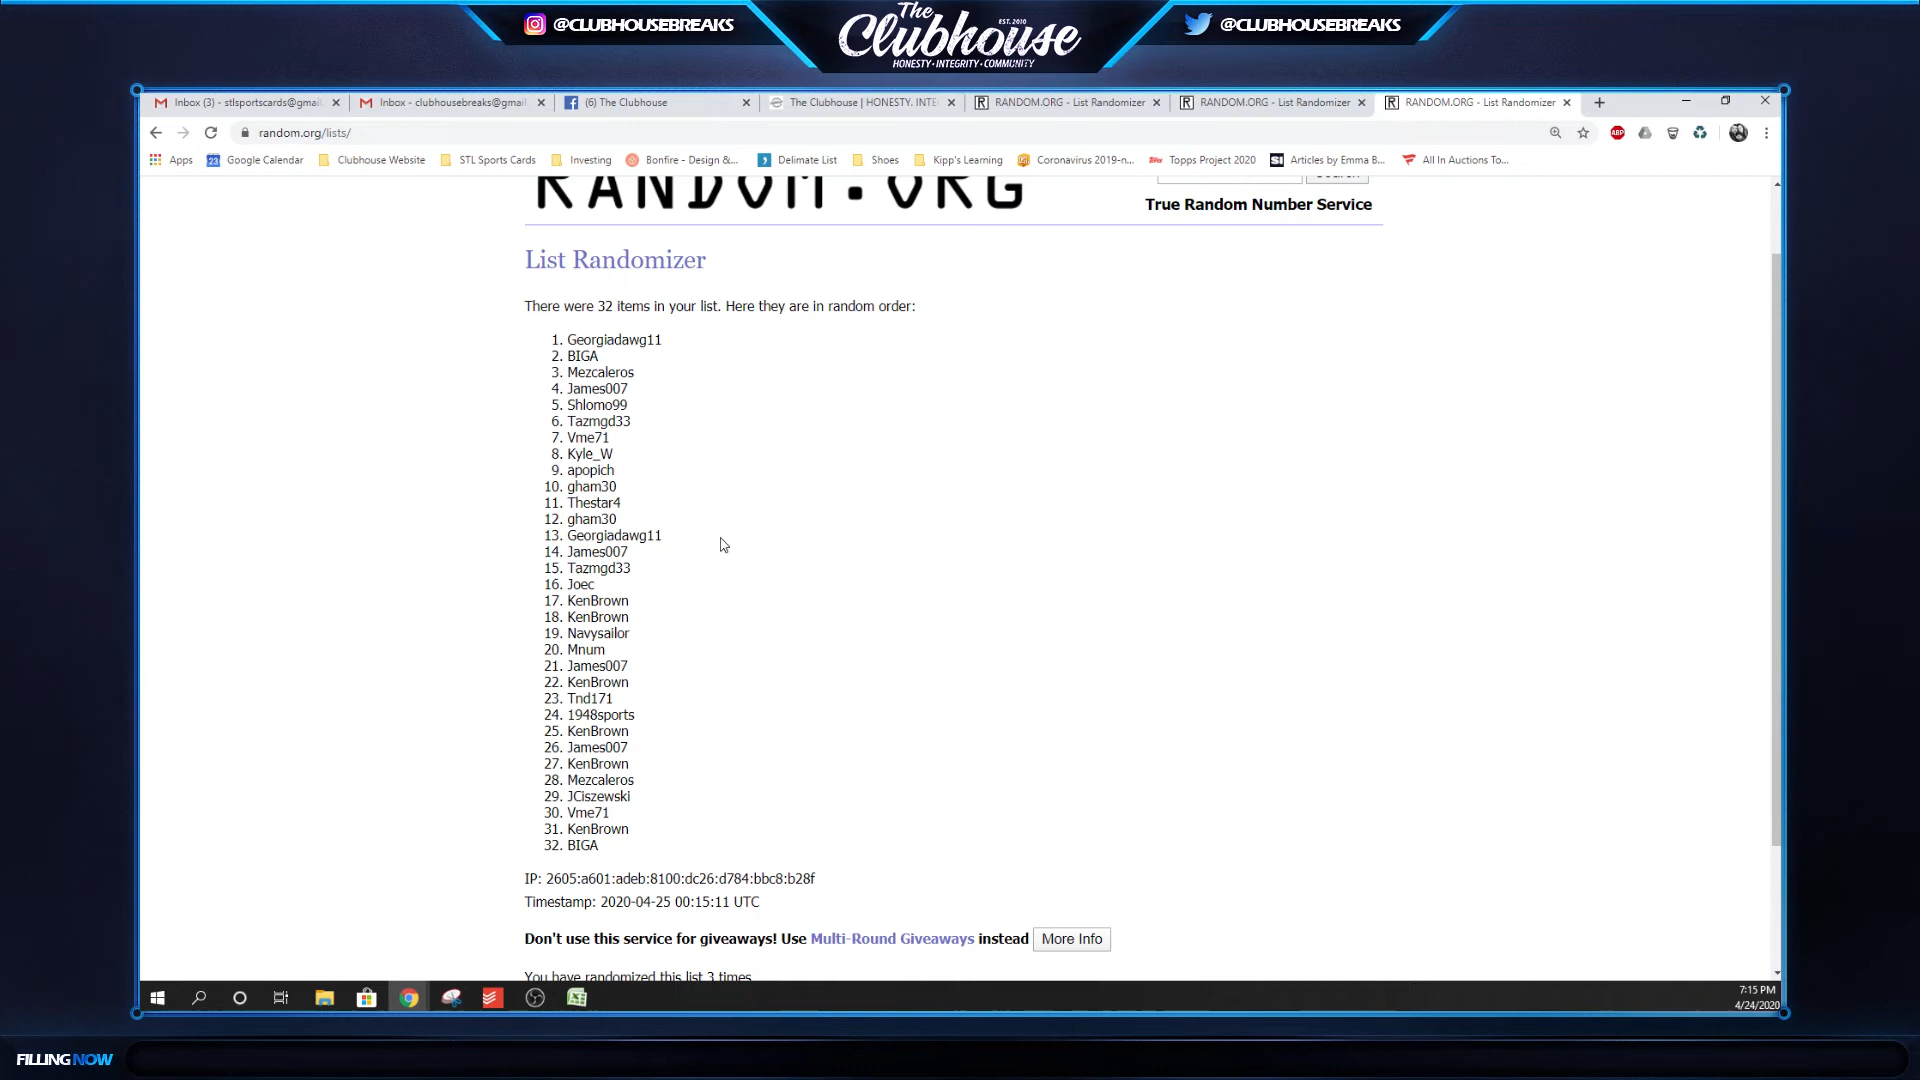 @CLUBHOUSEBREAKS
The Clubhouse
EST. 2010
HONESTY·INTEGRITY·COMMUNITY
@CLUBHOUSEBREAKS
Inbox (3) - stlsportscards@gmai
Inbox - clubhousebreaks@gmail
(6) The Clubhouse
The Clubhouse | HONESTY. INTE
RANDOM.ORG - List Randomizer
RANDOM.ORG - List Randomizer
RANDOM.ORG - List Randomizer
random.org/lists/
ABP
Apps
23
Google Calendar
Clubhouse Website
STL Sports Cards
Investing
Bonfire - Design &...
Delimate List
Shoes
Kipp's Learning
Coronavirus 2019-n...
Topps Project 2020
SI
Articles by Emma B...
All In Auctions To...
RANDOM.ORG
Search
True Random Number Service
List Randomizer
There were 32 items in your list. Here they are in random order:
1. Georgiadawg11
2. BIGA
3. Mezcaleros
4. James007
5. Shlomo99
6. Tazmgd33
7. Vme71
8. Kyle_W
9. apopich
10. gham30
11. Thestar4
12. gham30
13. Georgiadawg11
14. James007
15. Tazmgd33
16. Joec
17. KenBrown
18. KenBrown
19. Navysailor
20. Mnum
21. James007
22. KenBrown
23. Tnd171
24. 1948sports
25. KenBrown
26. James007
27. KenBrown
28. Mezcaleros
29. JCiszewski
30. Vme71
31. KenBrown
32. BIGA
IP: 2605:a601:adeb:8100:dc26:d784:bbc8:b28f
Timestamp: 2020-04-25 00:15:11 UTC
Don't use this service for giveaways! Use Multi-Round Giveaways instead
More Info
You have randomized this list 3 times
7:15 PM
4/24/2020
FILLING NOW